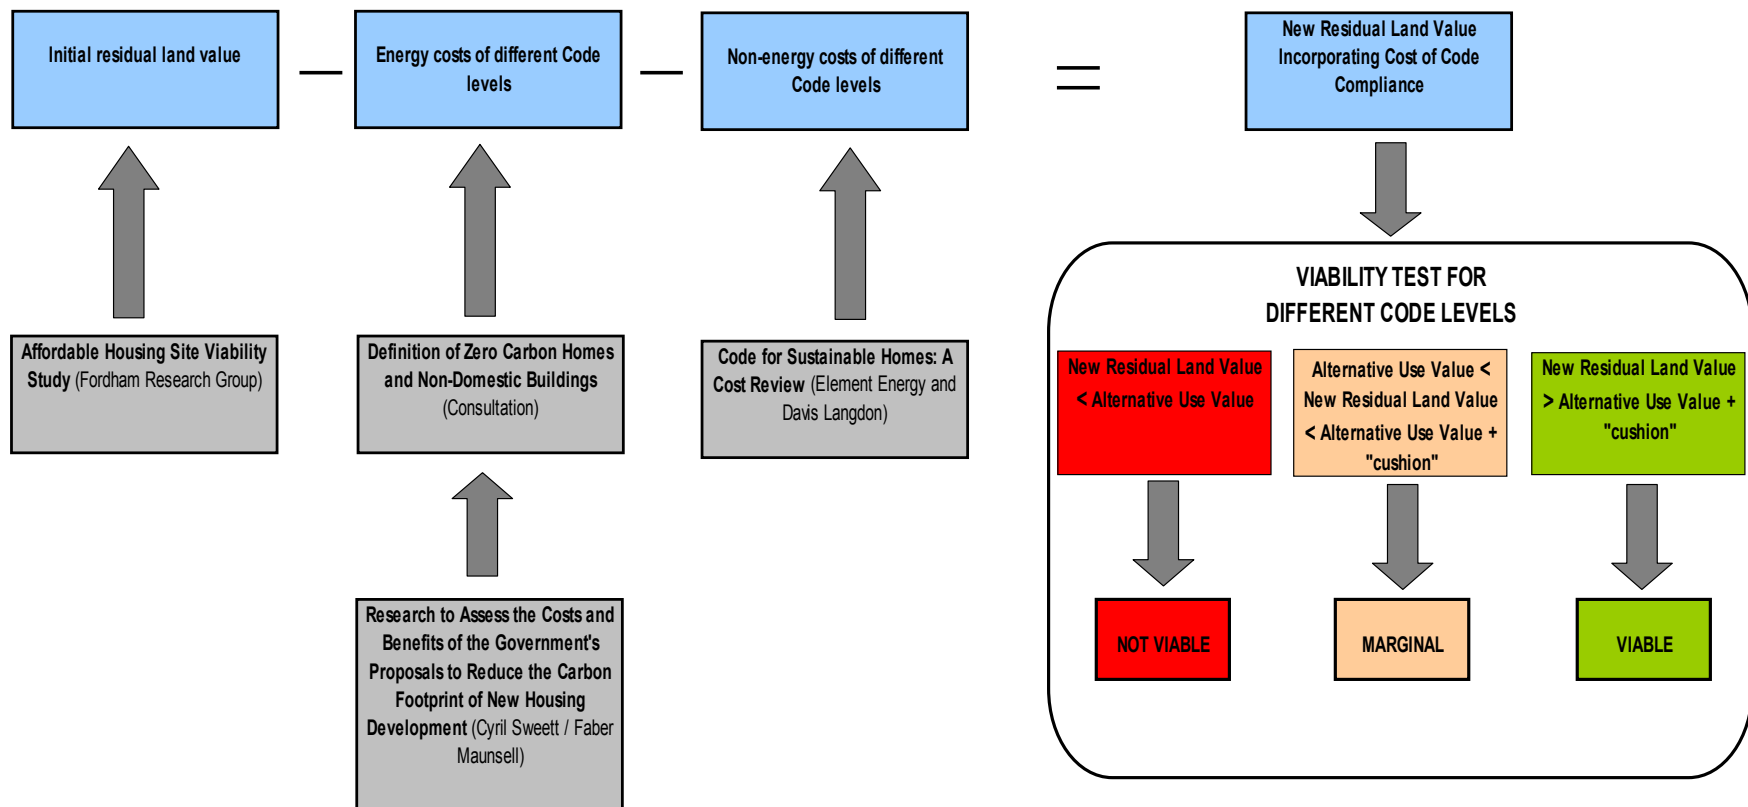 Initial residual land value
—
Energy costs of different Code
levels
—
Non-energy costs of different
Code levels
=
New Residual Land Value
Incorporating Cost of Code
Compliance
Affordable Housing Site Viability
Study (Fordham Research Group)
Definition of Zero Carbon Homes
and Non-Domestic Buildings
(Consultation)
Code for Sustainable Homes: A
Cost Review (Element Energy and
Davis Langdon)
Research to Assess the Costs and
Benefits of the Government's
Proposals to Reduce the Carbon
Footprint of New Housing
Development (Cyril Sweett / Faber
Maunsell)
VIABILITY TEST FOR
DIFFERENT CODE LEVELS
New Residual Land Value
< Alternative Use Value
Alternative Use Value <
New Residual Land Value
< Alternative Use Value +
"cushion"
New Residual Land Value
> Alternative Use Value +
"cushion"
NOT VIABLE
MARGINAL
VIABLE